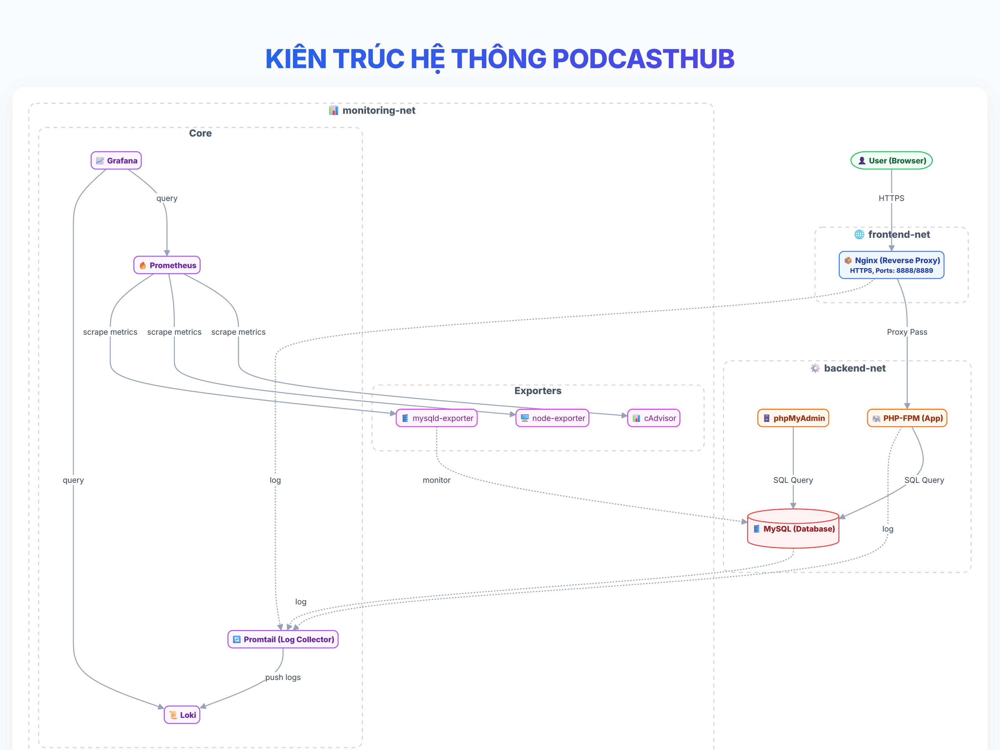 KIÊN TRÚC HỆ THÔNG PODCASTHUB
monitoring-net
Core
Grafana
User (Browser)
query
HTTPS
frontend-net
Prometheus
Nginx (Reverse Proxy)
HTTPS, Ports: 8888/8889
scrape metrics
scrape metrics
scrape metrics
Proxy Pass
backend-net
Exporters
mysqld-exporter
node-exporter
cAdvisor
phpMyAdmin
PHP-FPM (App)
query
log
monitor
SQL Query
SQL Query
MySQL (Database)
log
log
Promtail (Log Collector)
push logs
Loki